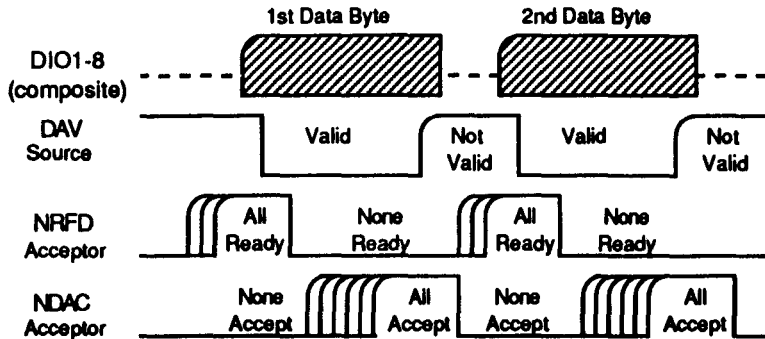 1st Data Byte 2nd Data Byte
DIO1-8
(composite)
DAV
Source
Valid
Not
Valid
Valid
Not
Valid
NRFD
Acceptor
All
Ready
None
Ready
All
Ready
None
Ready
NDAC
Acceptor
None
Accept
All
Accept
None
Accept
All
Accept